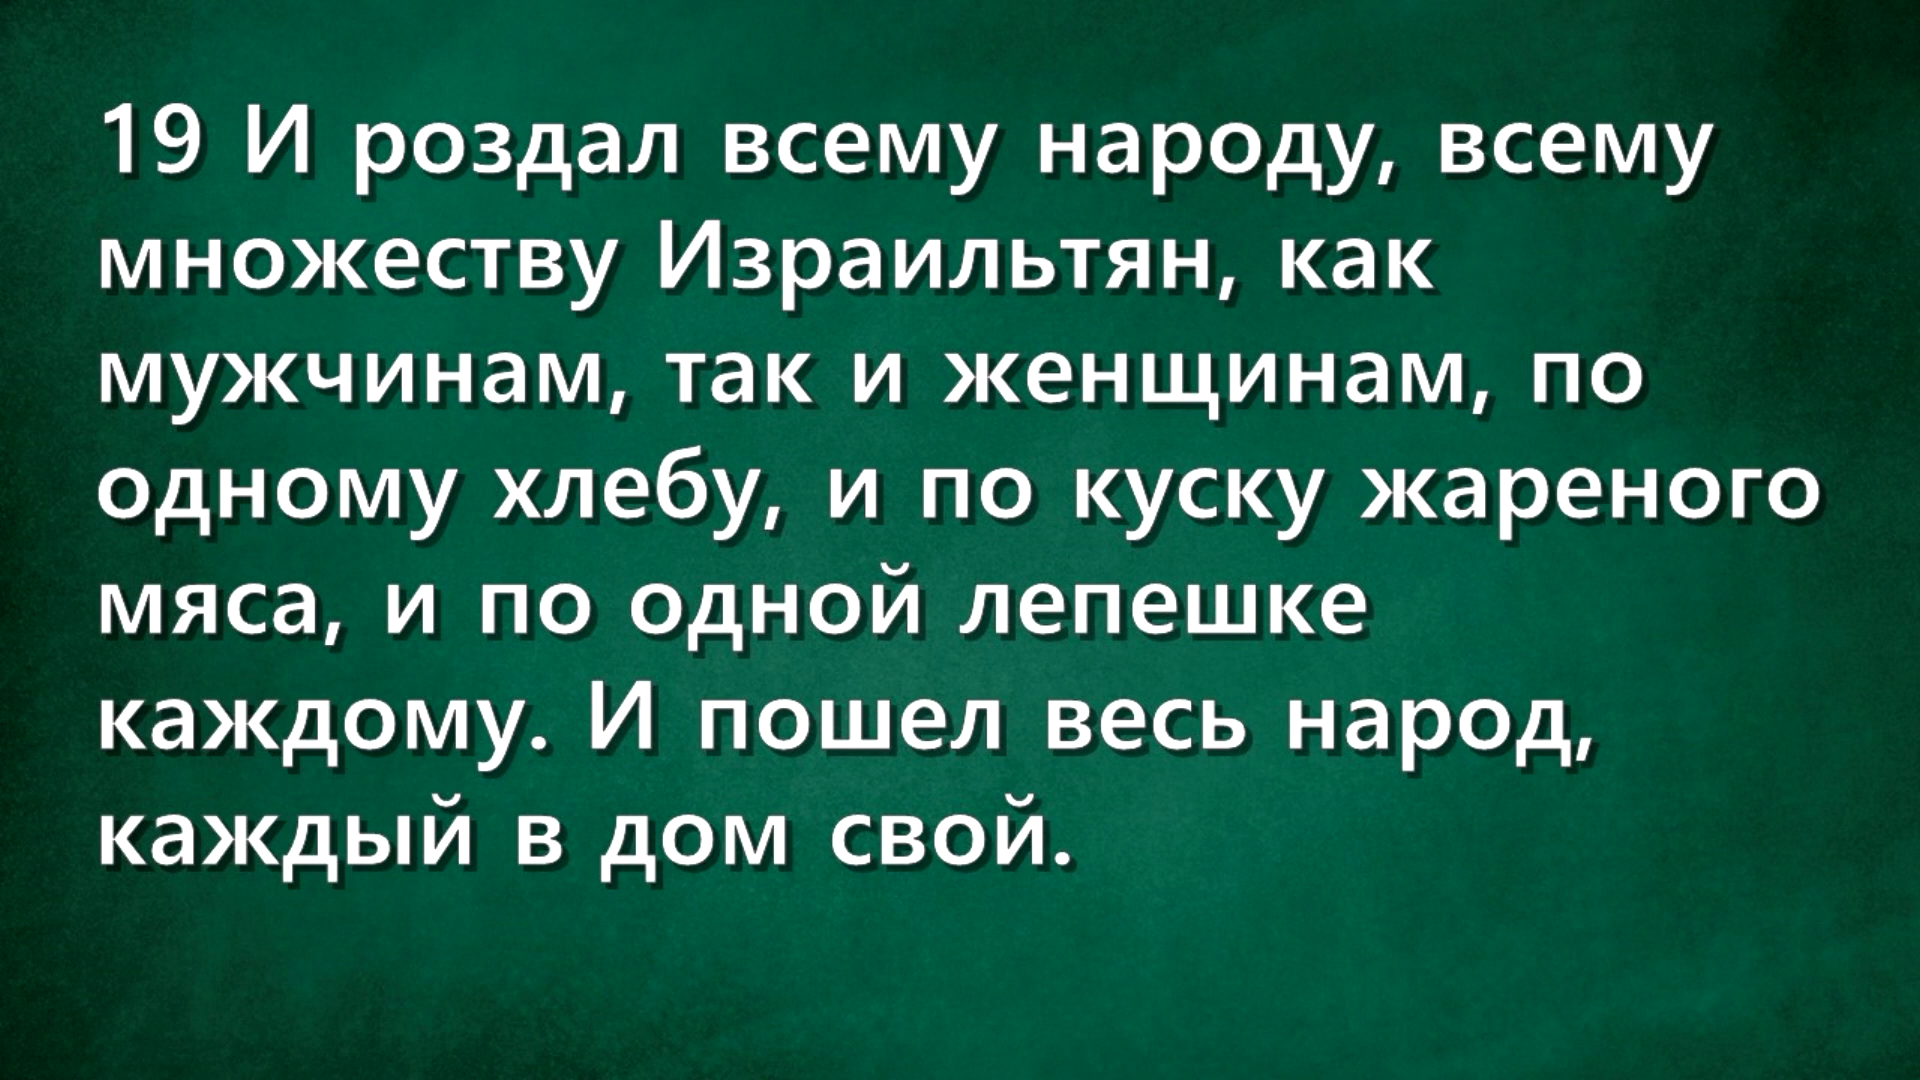 19 И роздал всему народу, всему
множеству Израильтян, как
мужчинам, так и женщинам, по
одному хлебу, и по куску жареного
мяса, и по одной лепешке
каждому. И пошел весь народ,
каждый в дом свой.